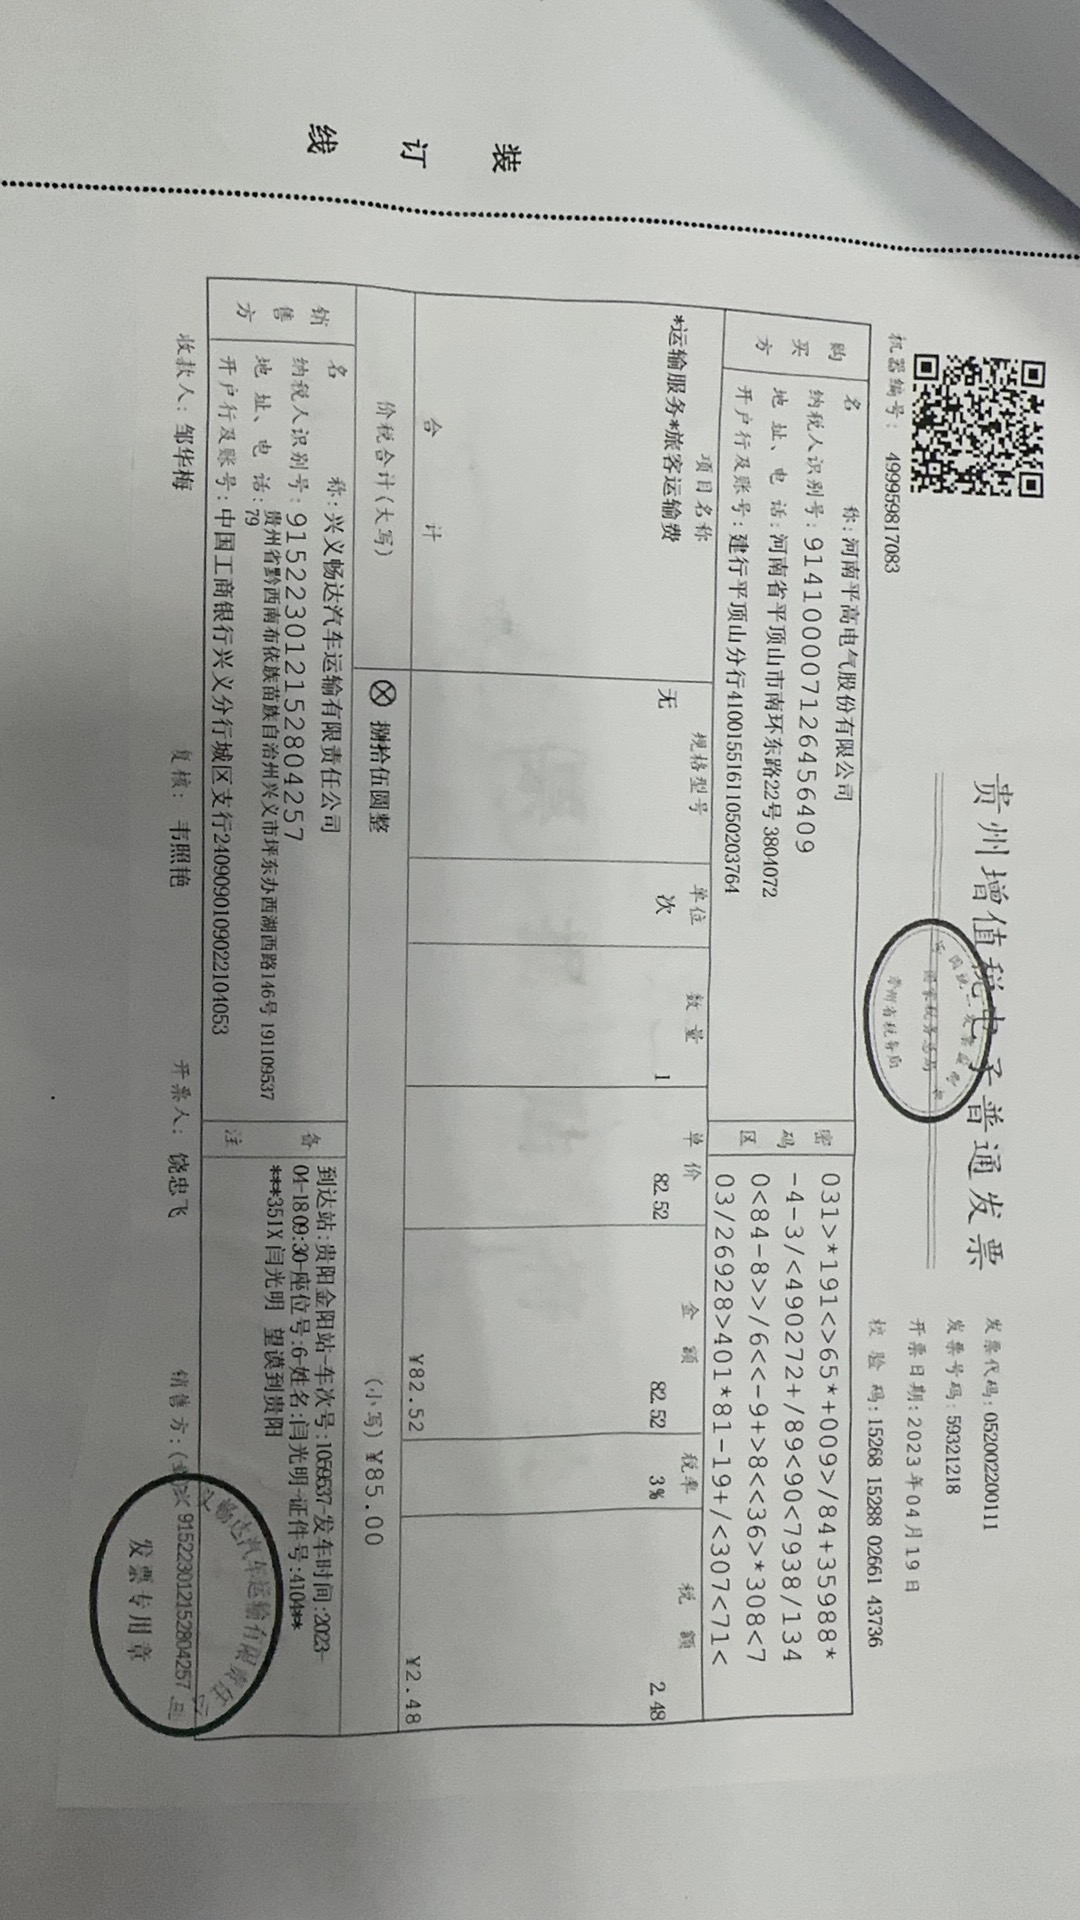 装 订 线
贵州增值税电子普通发票
国家税务总局
贵州省税务局
机器编号: 499959817083
发票代码: 052002200111
发票号码: 59321218
开票日期: 2023年04月19日
校验码: 15268 15288 02661 43736
购买方
名称: 河南平高电气股份有限公司
纳税人识别号: 914100007126456409
地址、电话: 河南省平顶山市南环东路22号 3804072
开户行及账号: 建行平顶山分行41001551611050203764
密码区
031>*191<>65*+009>/84+35988*
-4-3/<490272+/89<90<7938/134
0<84-8>>/6<<-9+>8<<36>*308<7
03/26928>401*81-19+/<307<71<
项目名称 规格型号 单位 数量 单价 金额 税率 税额
*运输服务*旅客运输费 无 次 1 82.52 82.52 3% 2.48
合计 ¥82.52 ¥2.48
价税合计(大写) ⊗ 捌拾伍圆整 (小写) ¥85.00
销售方
名称: 兴义畅达汽车运输有限责任公司
纳税人识别号: 915223012152804257
地址、电话: 贵州省黔西南布依族苗族自治州兴义市坪东办西湖西路146号 191109537
79
开户行及账号: 中国工商银行兴义分行城区支行2409090109022104053
备注
到达站:贵阳金阳站-车次号:1059537-发车时间:2023-
04-18 09:30-座位号:6-姓名:闫光明-证件号:4104**
***351X 闫光明 望谟到贵阳
收款人: 邹华梅 复核: 韦照艳 开票人: 饶忠飞 销售方:(章)
畅达汽车运输有限责任
915223012152804257
发票专用章